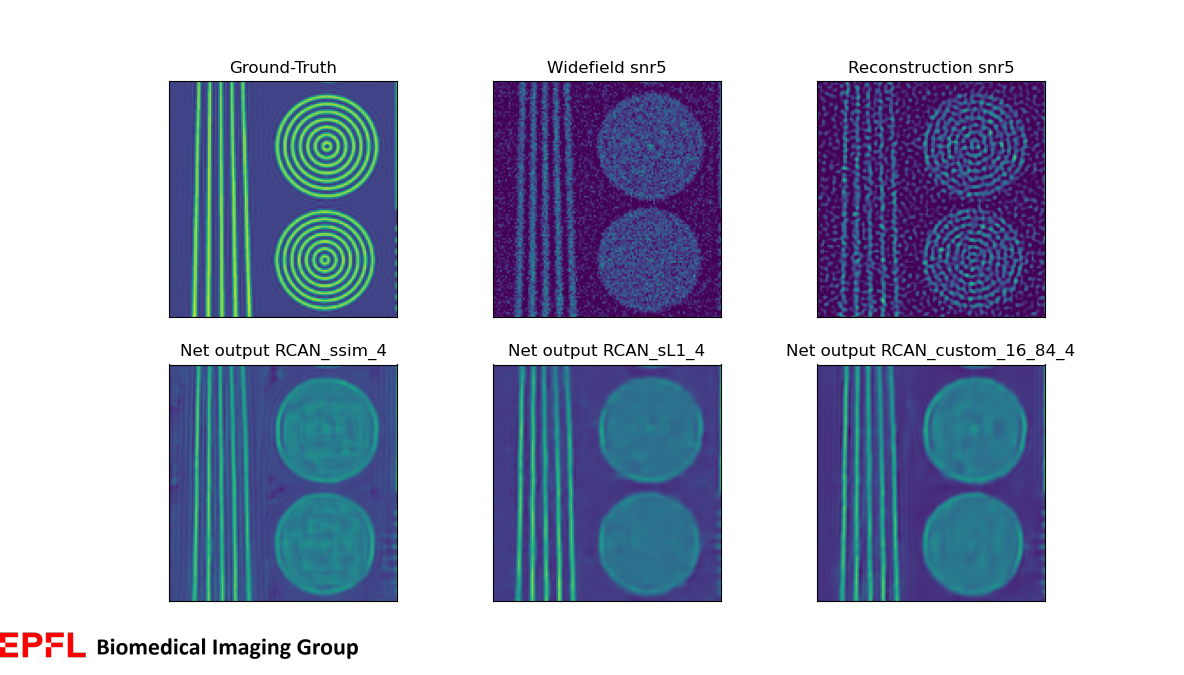 Ground-Truth
Widefield snr5
Reconstruction snr5
Net output RCAN_ssim_4
Net output RCAN_sL1_4
Net output RCAN_custom_16_84_4
EPFL Biomedical Imaging Group